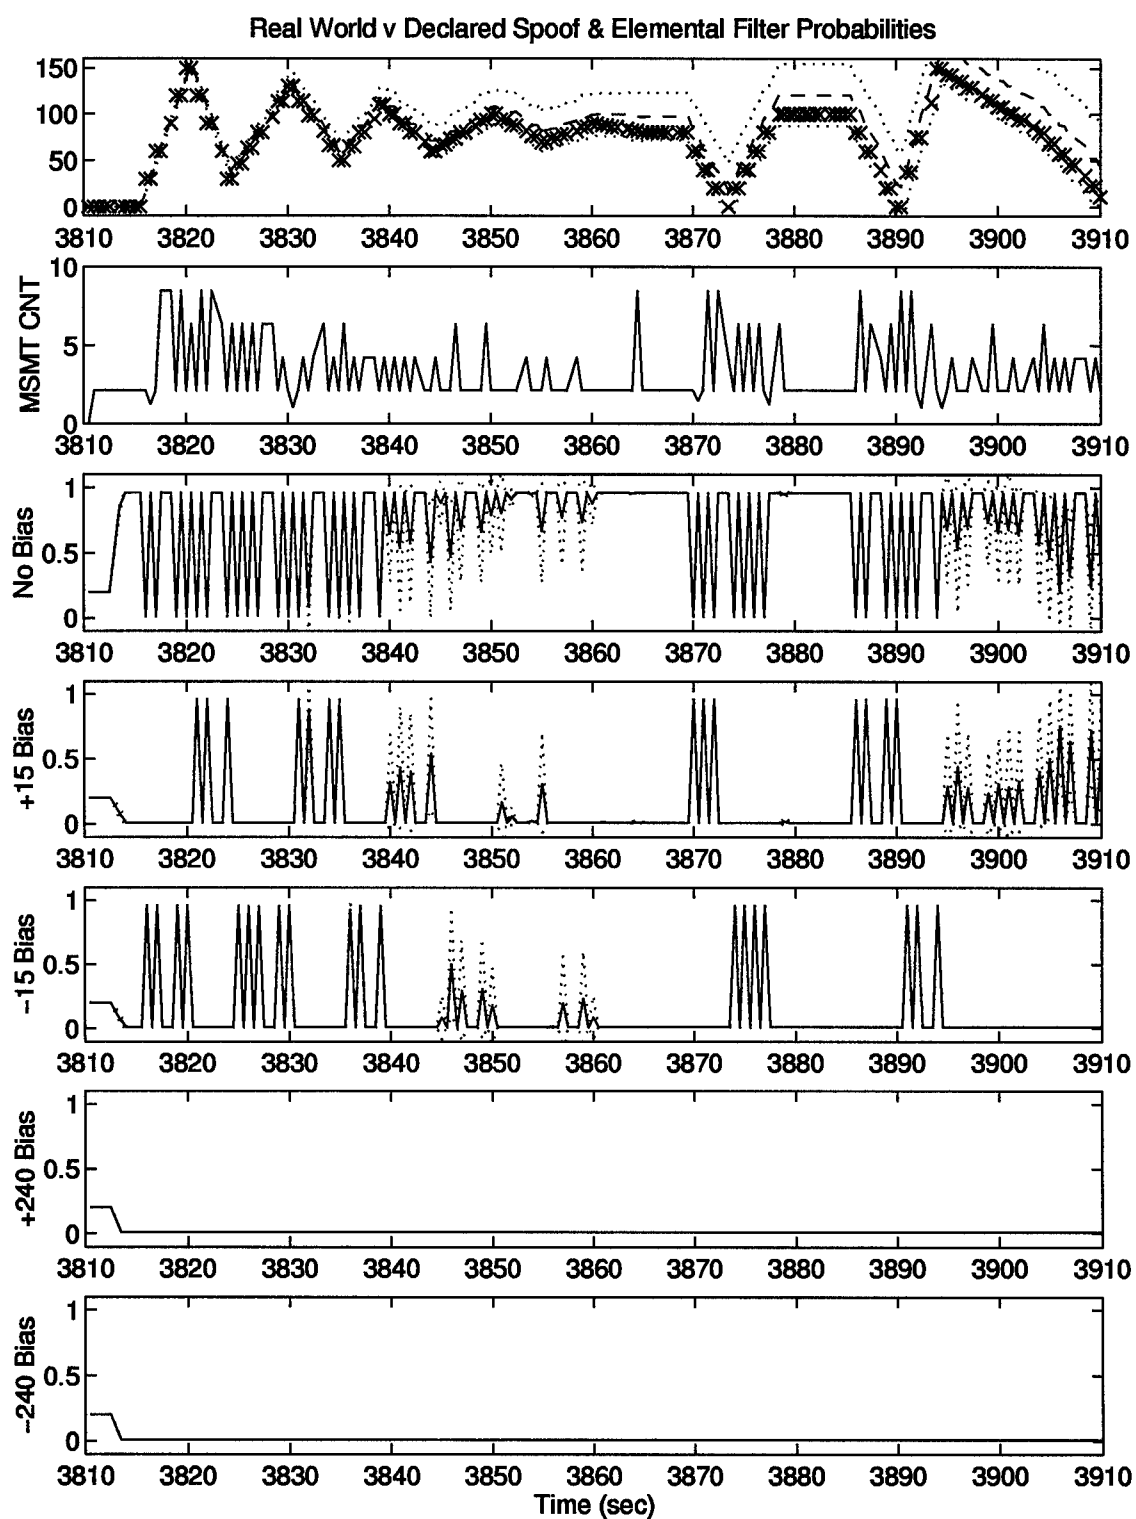 Real World v Declared Spoof & Elemental Filter Probabilities
150
100
50
0
3810 3820 3830 3840 3850 3860 3870 3880 3890 3900 3910
MSMT CNT
10
5
0
3810 3820 3830 3840 3850 3860 3870 3880 3890 3900 3910
No Bias
1
0.5
0
3810 3820 3830 3840 3850 3860 3870 3880 3890 3900 3910
+15 Bias
1
0.5
0
3810 3820 3830 3840 3850 3860 3870 3880 3890 3900 3910
−15 Bias
1
0.5
0
3810 3820 3830 3840 3850 3860 3870 3880 3890 3900 3910
+240 Bias
1
0.5
0
3810 3820 3830 3840 3850 3860 3870 3880 3890 3900 3910
−240 Bias
1
0.5
0
3810 3820 3830 3840 3850 3860 3870 3880 3890 3900 3910
Time (sec)